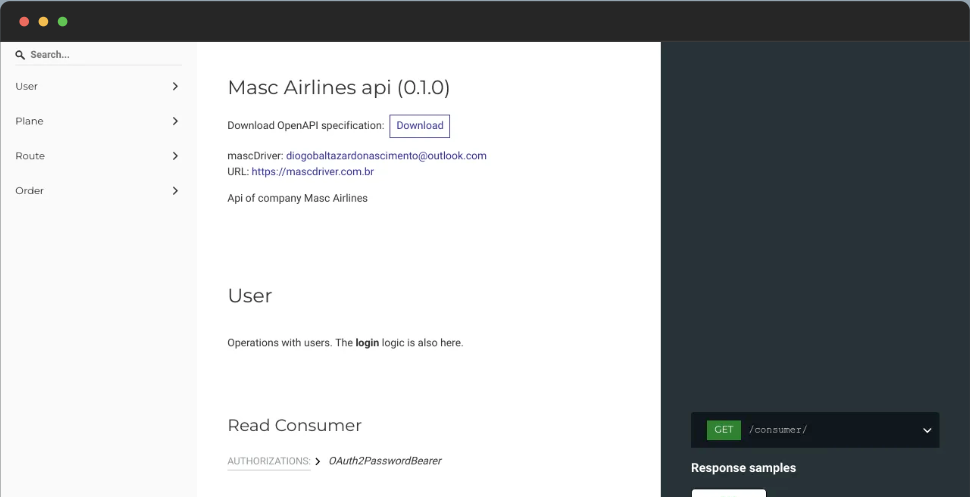 Search...
User
Plane
Route
Order
Masc Airlines api (0.1.0)
Download OpenAPI specification: Download
mascDriver: diogobaltazardonascimento@outlook.com
URL: https://mascdriver.com.br
Api of company Masc Airlines
User
Operations with users. The login logic is also here.
Read Consumer
AUTHORIZATIONS: OAuth2PasswordBearer
GET /consumer/
Response samples